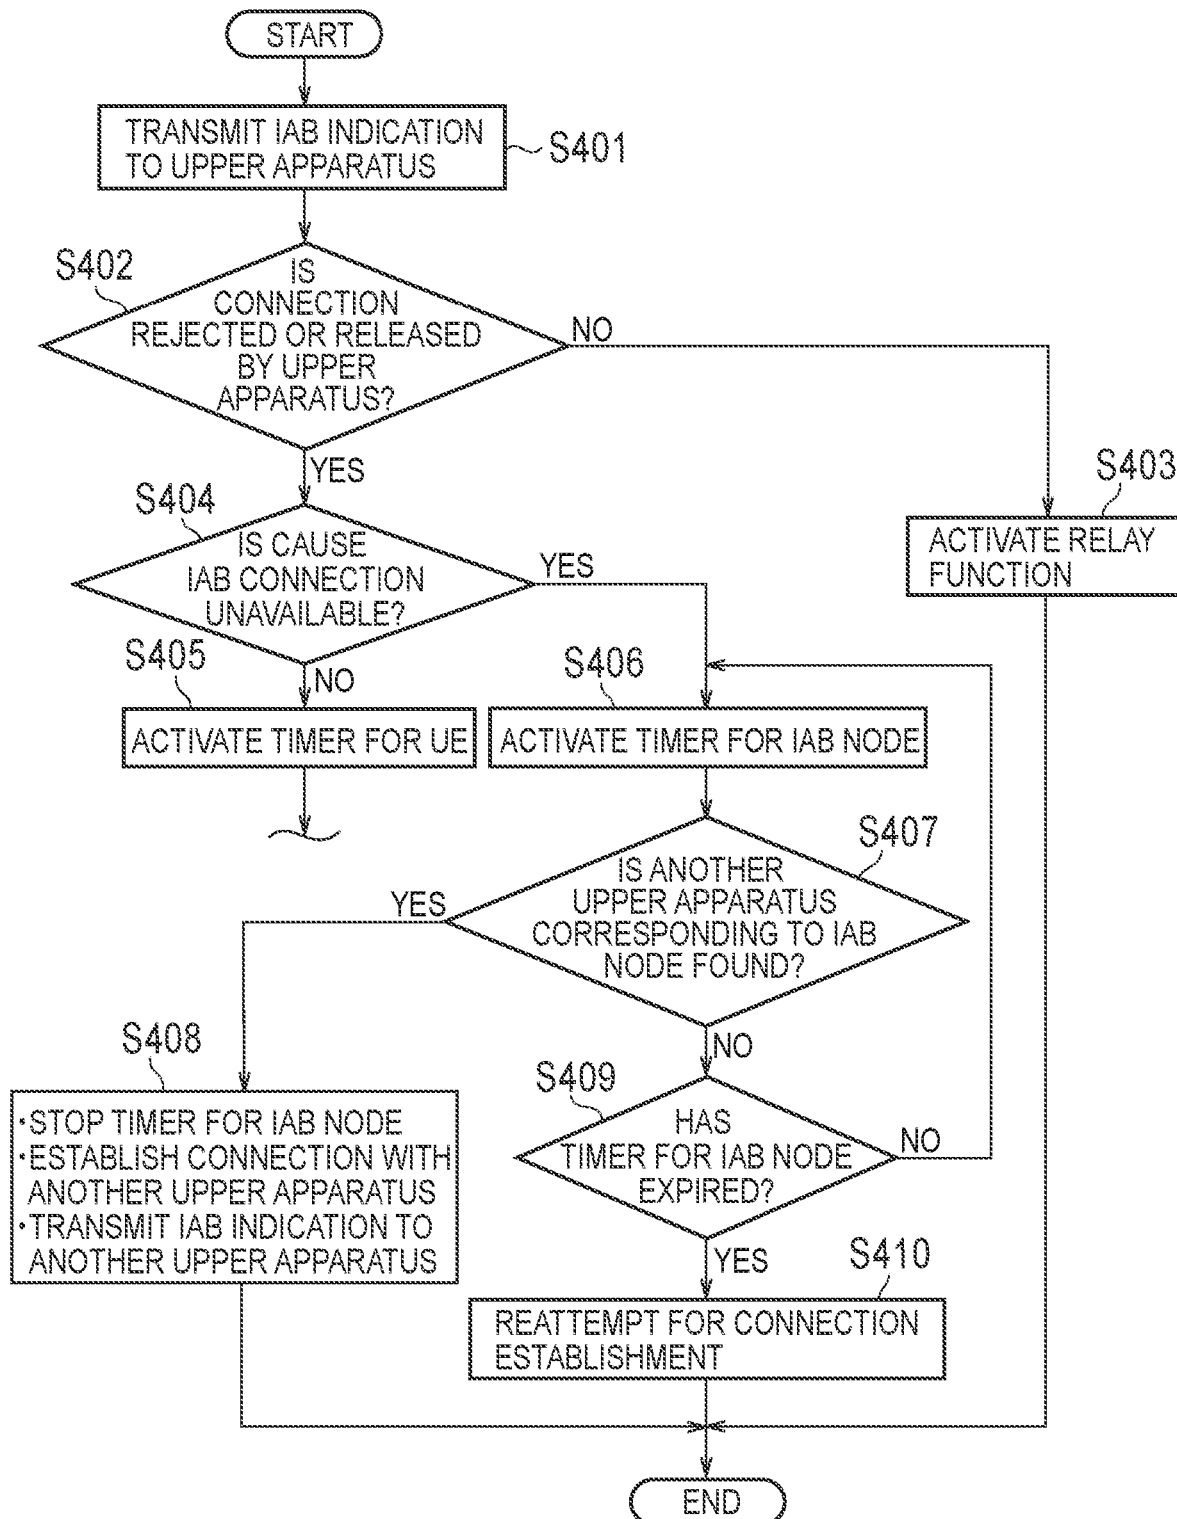 START
TRANSMIT IAB INDICATION
TO UPPER APPARATUS
S401
S402
IS
CONNECTION
REJECTED OR RELEASED
BY UPPER
APPARATUS?
NO
YES
S403
ACTIVATE RELAY
FUNCTION
S404
IS CAUSE
IAB CONNECTION
UNAVAILABLE?
YES
NO
S405
ACTIVATE TIMER FOR UE
S406
ACTIVATE TIMER FOR IAB NODE
S407
IS ANOTHER
UPPER APPARATUS
CORRESPONDING TO IAB
NODE FOUND?
YES
NO
S408
・STOP TIMER FOR IAB NODE
・ESTABLISH CONNECTION WITH
ANOTHER UPPER APPARATUS
・TRANSMIT IAB INDICATION TO
ANOTHER UPPER APPARATUS
S409
HAS
TIMER FOR IAB NODE
EXPIRED?
NO
YES
S410
REATTEMPT FOR CONNECTION
ESTABLISHMENT
END